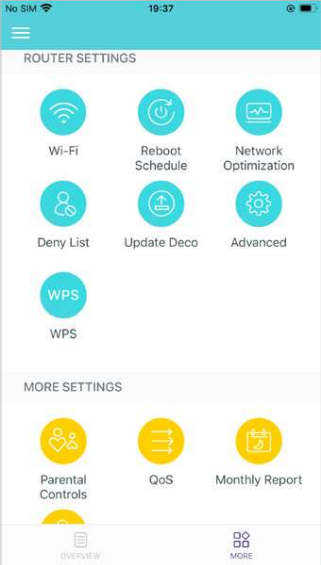 No SIM 19:37
ROUTER SETTINGS
Wi-Fi Reboot Schedule Network Optimization
Deny List Update Deco Advanced
WPS
WPS
MORE SETTINGS
Parental Controls QoS Monthly Report
OVERVIEW MORE